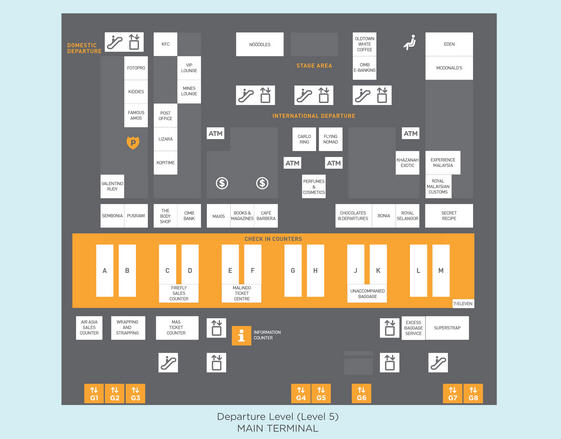 DOMESTIC
DEPARTURE
KFC
NOODLES
OLDTOWN
WHITE
COFFEE
EDEN
FOTOPRO
VIP
LOUNGE
STAGE AREA
CIMB
E-BANKING
MCDONALD'S
KIDDIES
MINES
LOUNGE
FAMOUS
AMOS
POST
OFFICE
INTERNATIONAL DEPARTURE
P
LIZARA
ATM
CARLO
RINO
FLYING
NOMAD
ATM
KOPITIME
ATM
ATM
KHAZANAH
EXOTIC
EXPERIENCE
MALAYSIA
VALENTINO
RUDY
$
$
PERFUMES
&
COSMETICS
ROYAL
MALAYSIAN
CUSTOMS
SEMBONIA
PUSRAWI
THE
BODY
SHOP
CIMB
BANK
MAXIS
BOOKS &
MAGAZINES
CAFE
BARBERA
CHOCOLATES
@ DEPARTURES
BONIA
ROYAL
SELANGOR
SECRET
RECIPE
CHECK IN COUNTERS
A
B
C
D
E
F
G
H
J
K
L
M
FIREFLY
SALES
COUNTER
MALINDO
TICKET
CENTRE
UNACCOMPANIED
BAGGAGE
7-ELEVEN
AIR ASIA
SALES
COUNTER
WRAPPING
AND
STRAPPING
MAS
TICKET
COUNTER
i
INFORMATION
COUNTER
EXCESS
BAGGAGE
SERVICE
SUPERSTRAP
G1
G2
G3
G4
G5
G6
G7
G8
Departure Level (Level 5)
MAIN TERMINAL